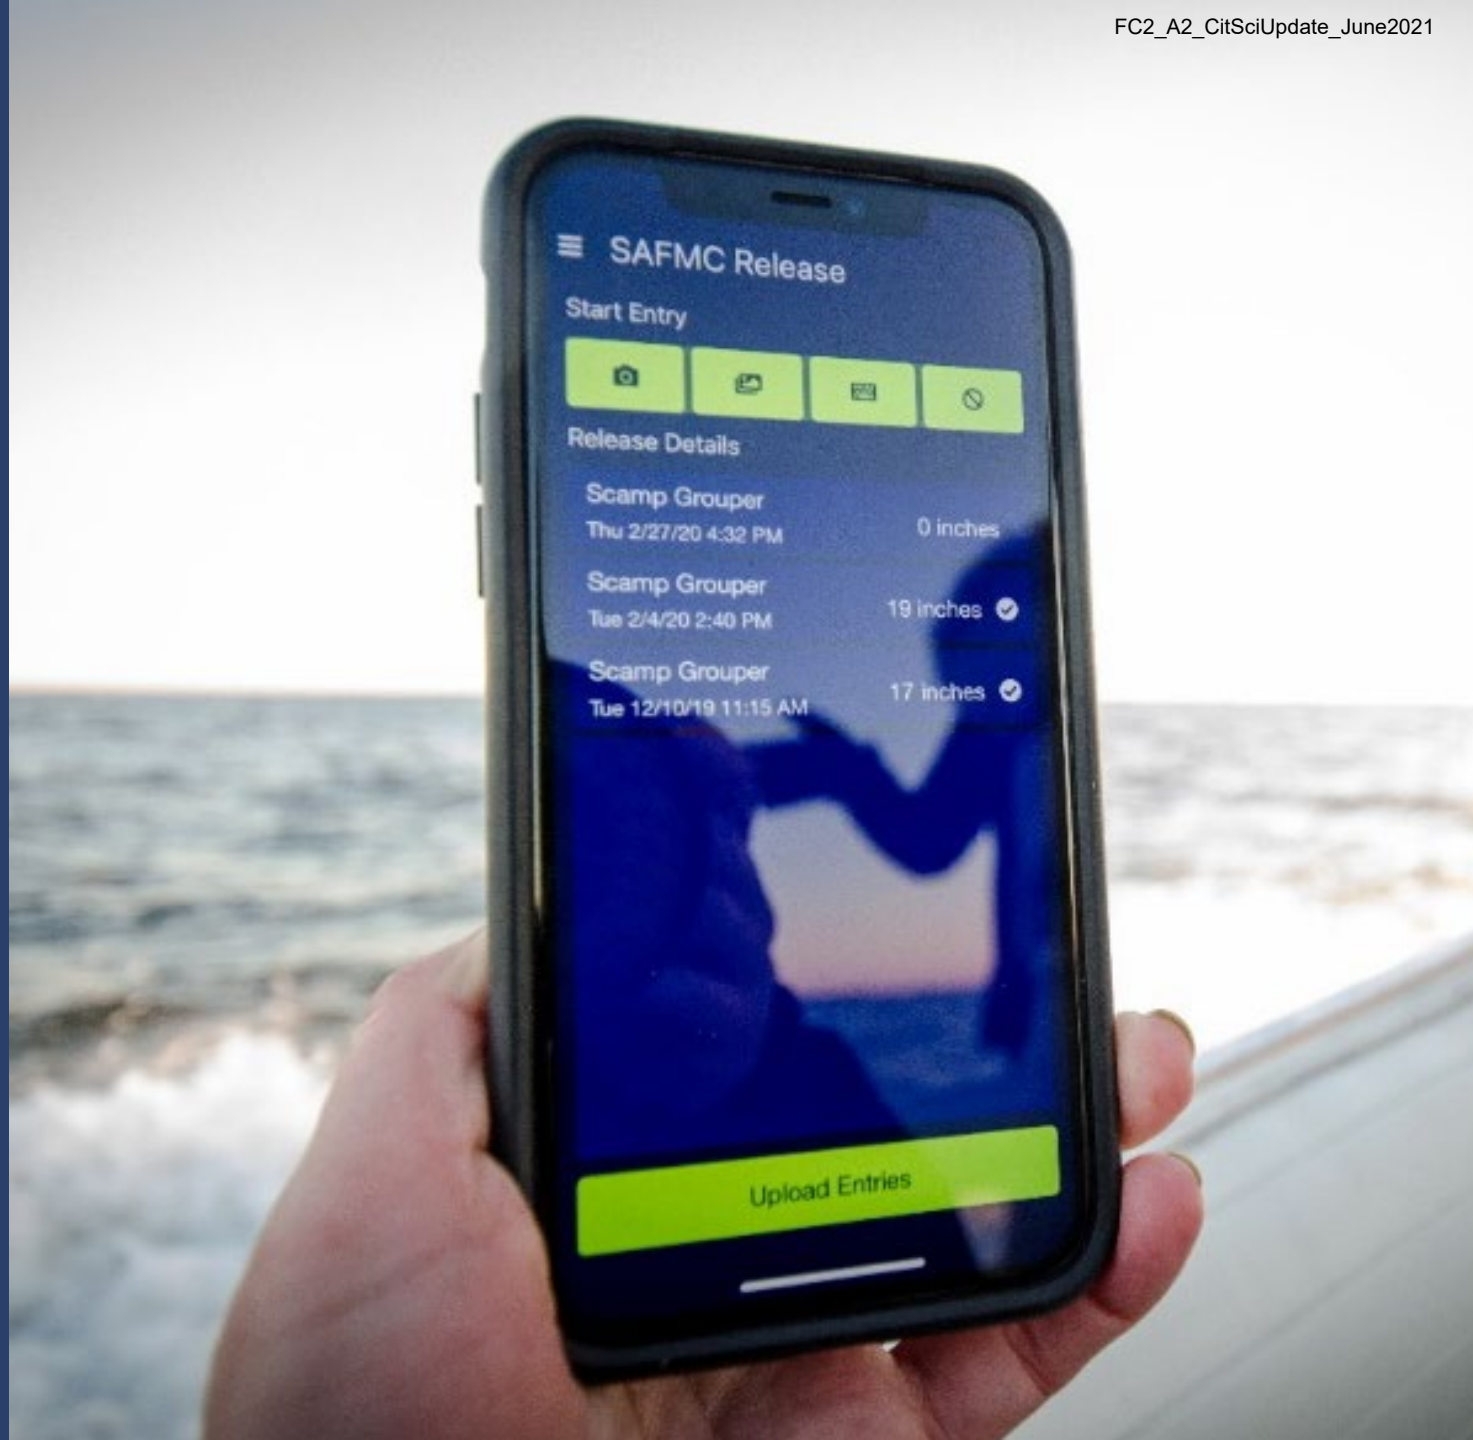 FC2_A2_CitSciUpdate_June2021
SAFMC Release
Start Entry
Release Details
Scamp Grouper
Thu 2/27/20 4:32 PM
0 inches
Scamp Grouper
Tue 2/4/20 2:40 PM
19 inches
Scamp Grouper
Tue 12/10/19 11:15 AM
17 inches
Upload Entries